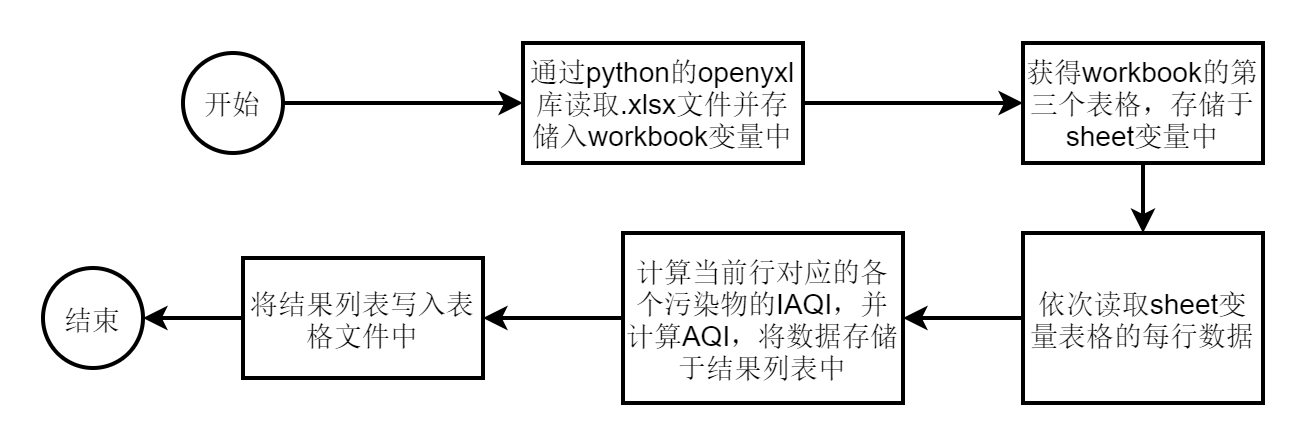 开始
通过python的openyxl
库读取.xlsx文件并存
储入workbook变量中
获得workbook的第
三个表格，存储于
sheet变量中
依次读取sheet变
量表格的每行数据
计算当前行对应的各
个污染物的IAQI，并
计算AQI，将数据存储
于结果列表中
将结果列表写入表
格文件中
结束